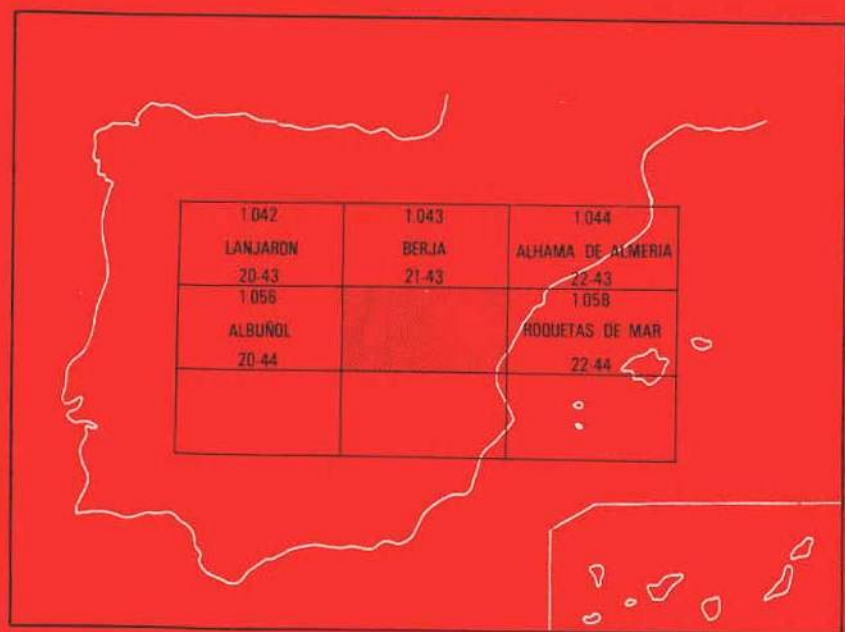 1.042
LANJARON
20-43
1.043
BERJA
21-43
1.044
ALHAMA DE ALMERIA
22-43
1.056
ALBUÑOL
20-44
1.058
ROQUETAS DE MAR
22-44